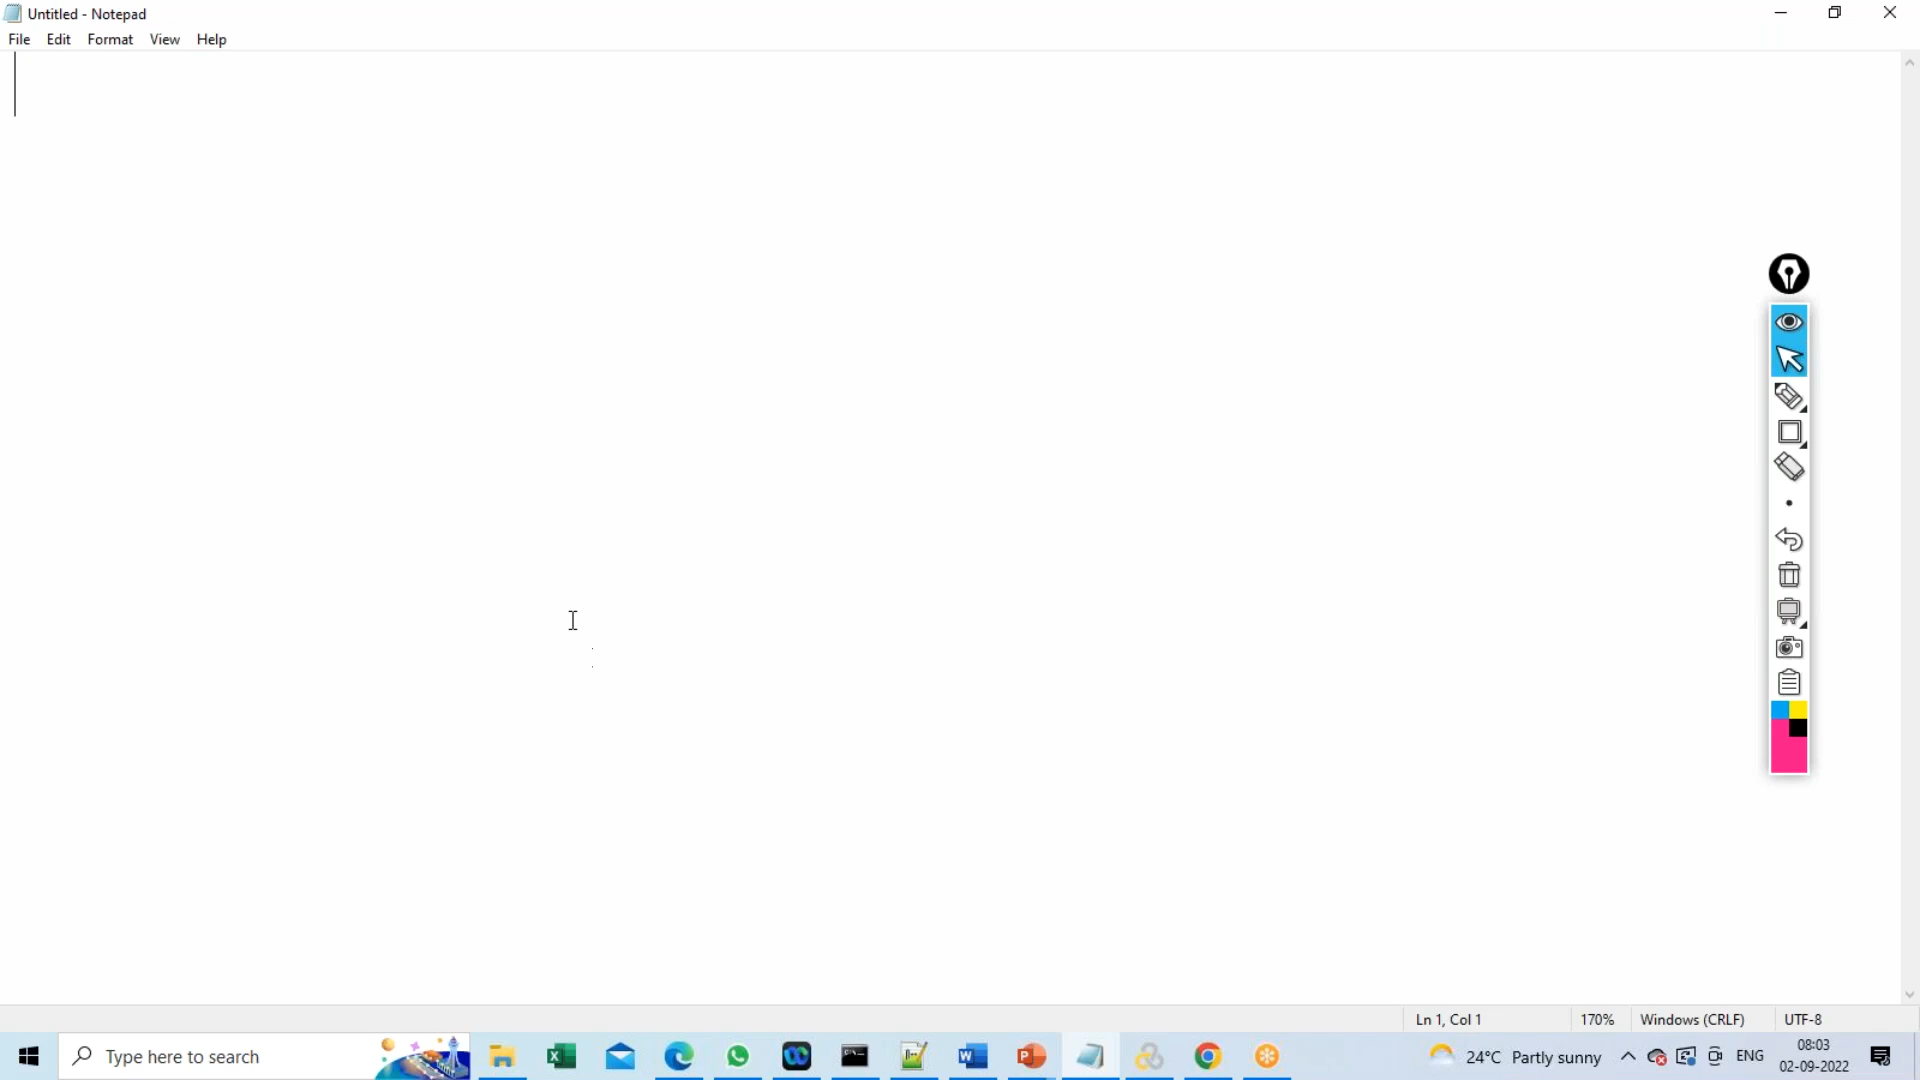 Untitled - Notepad
File Edit Format View Help
Ln 1, Col 1 170% Windows (CRLF) UTF-8
Type here to search
24°C Partly sunny ENG
08:03
02-09-2022